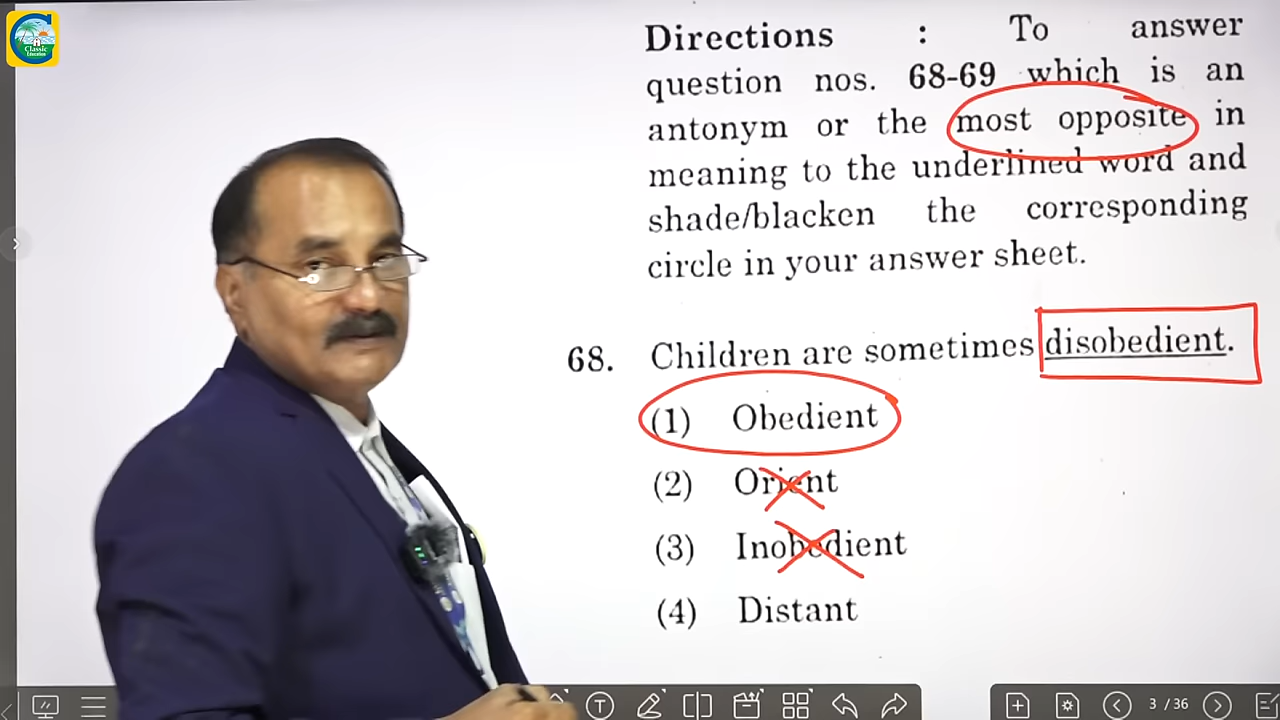 Classic
Education
Directions : To answer
question nos. 68-69 which is an
antonym or the most opposite in
meaning to the underlined word and
shade/blacken the corresponding
circle in your answer sheet.
68. Children are sometimes disobedient.
(1) Obedient
(2) Orient
(3) Inobedient
(4) Distant
3 / 36